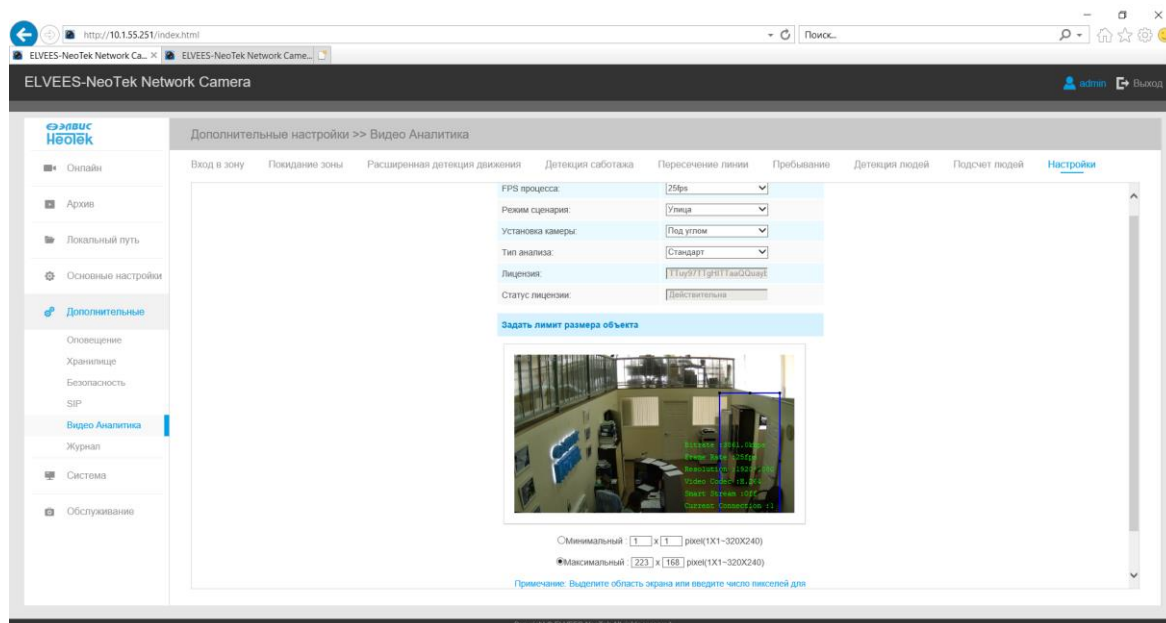 http://10.1.55.251/index.html
Поиск...
ELVEES-NeoTek Network Ca...
ELVEES-NeoTek Network Came...
ELVEES-NeoTek Network Camera
admin
Выход
элвис
НеоТек
Дополнительные настройки >> Видео Аналитика
Вход в зону
Покидание зоны
Расширенная детекция движения
Детекция саботажа
Пересечение линии
Пребывание
Детекция людей
Подсчет людей
Настройки
Онлайн
Архив
Локальный путь
Основные настройки
Дополнительные
Оповещение
Хранилище
Безопасность
SIP
Видео Аналитика
Журнал
Система
Обслуживание
FPS процесса: 25fps
Режим сценария: Улица
Установка камеры: Под углом
Тип анализа: Стандарт
Лицензия:
Статус лицензии: Действительна
Задать лимит размера объекта
Frame Rate :25fps
Video Codec :H.264
Smart Stream :Off
Current Connection :1
Минимальный : 1 x 1 pixel(1X1~320X240)
Максимальный : 223 x 168 pixel(1X1~320X240)
Примечание: Выделите область экрана или введите число пикселей для